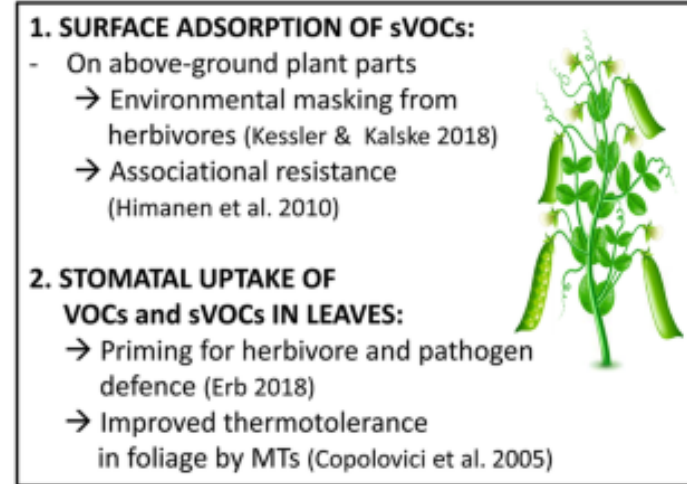 1. SURFACE ADSORPTION OF sVOCs:
- On above-ground plant parts
→ Environmental masking from
herbivores (Kessler & Kalske 2018)
→ Associational resistance
(Himanen et al. 2010)
2. STOMATAL UPTAKE OF
VOCs and sVOCs IN LEAVES:
→ Priming for herbivore and pathogen
defence (Erb 2018)
→ Improved thermotolerance
in foliage by MTs (Copolovici et al. 2005)